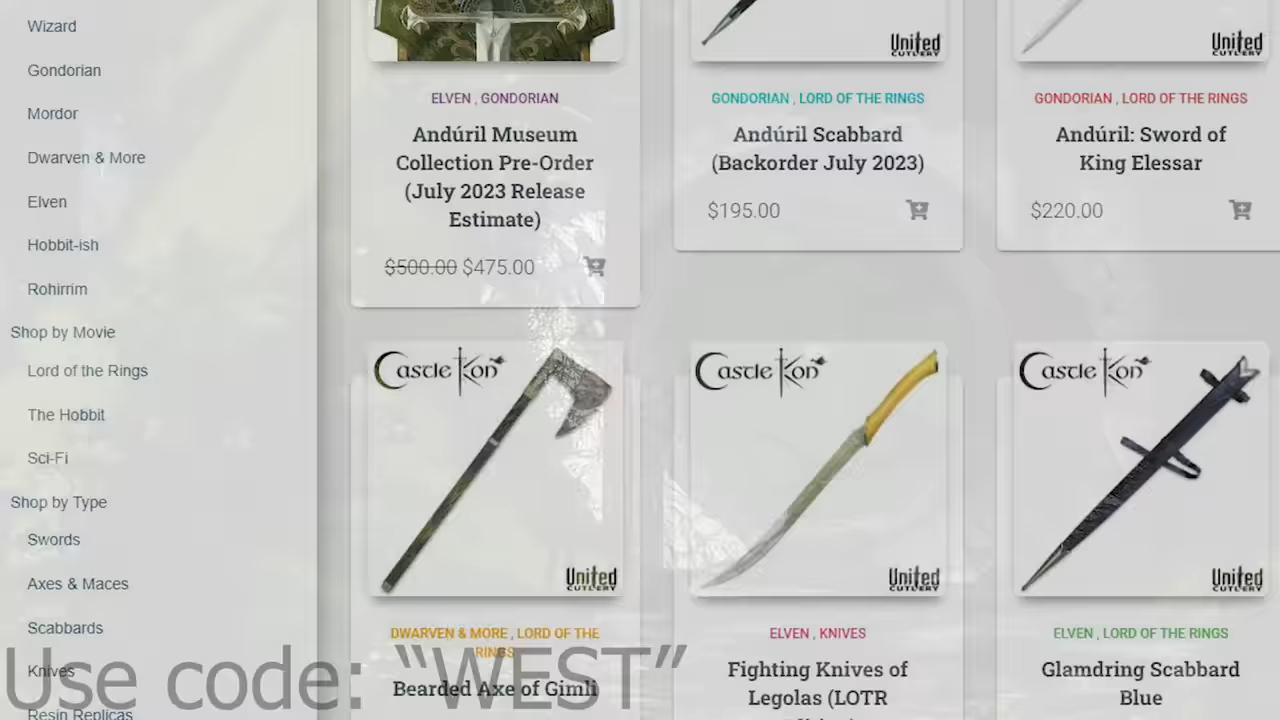 Wizard
Gondorian
Mordor
Dwarven & More
Elven
Hobbit-ish
Rohirrim
Shop by Movie
Lord of the Rings
The Hobbit
Sci-Fi
Shop by Type
Swords
Axes & Maces
Scabbards
Knives
Resin Replicas
ELVEN , GONDORIAN
Andúril Museum
Collection Pre-Order
(July 2023 Release
Estimate)
$500.00 $475.00
United
CUTLERY
GONDORIAN , LORD OF THE RINGS
Andúril Scabbard
(Backorder July 2023)
$195.00
United
CUTLERY
GONDORIAN , LORD OF THE RINGS
Andúril: Sword of
King Elessar
$220.00
Castle Kon
United
CUTLERY
DWARVEN & MORE , LORD OF THE
RINGS
Bearded Axe of Gimli
Castle Kon
United
CUTLERY
ELVEN , KNIVES
Fighting Knives of
Legolas (LOTR
Castle Kon
United
CUTLERY
ELVEN , LORD OF THE RINGS
Glamdring Scabbard
Blue
Use code: “WEST”